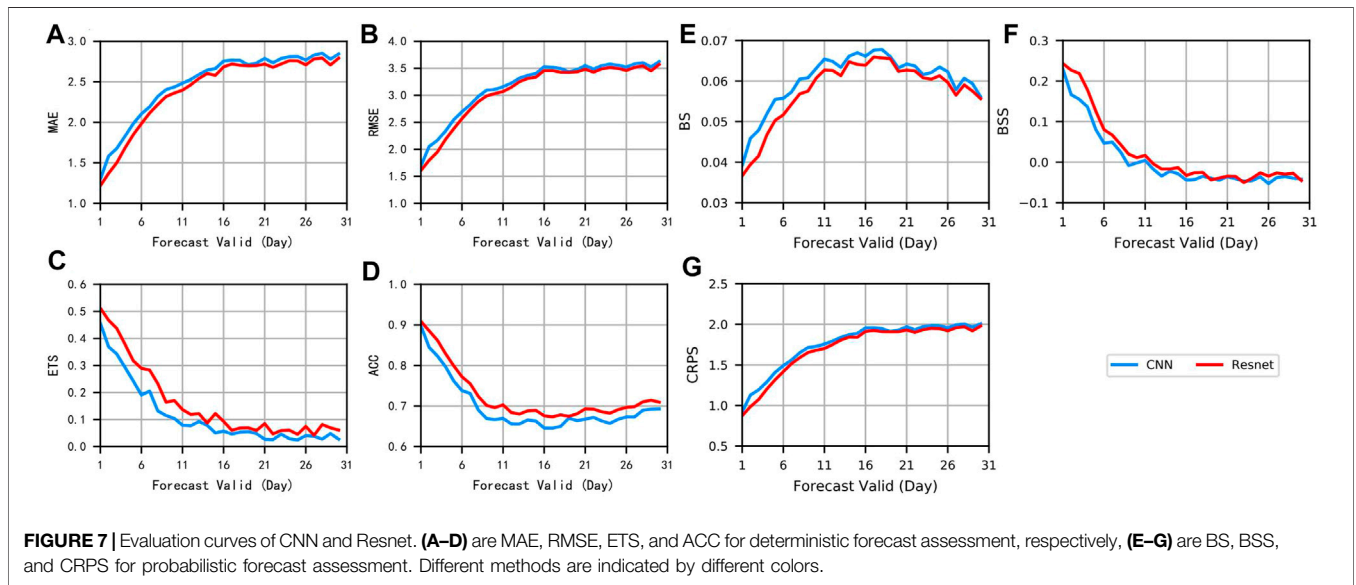 A
3.0
2.5
2.0
1.5
1.0
MAE
1 6 11 16 21 26 31
Forecast Valid (Day)
B
4.0
3.5
3.0
2.5
2.0
1.5
1.0
RMSE
1 6 11 16 21 26 31
Forecast Valid (Day)
E
0.07
0.06
0.05
0.04
0.03
BS
1 6 11 16 21 26 31
Forecast Valid (Day)
F
0.3
0.2
0.1
0.0
−0.1
BSS
1 6 11 16 21 26 31
Forecast Valid (Day)
C
0.6
0.5
0.4
0.3
0.2
0.1
0.0
ETS
1 6 11 16 21 26 31
Forecast Valid (Day)
D
1.0
0.9
0.8
0.7
0.6
ACC
1 6 11 16 21 26 31
Forecast Valid (Day)
G
2.5
2.0
1.5
1.0
0.5
CRPS
1 6 11 16 21 26 31
Forecast Valid (Day)
CNN Resnet
FIGURE 7 | Evaluation curves of CNN and Resnet. (A–D) are MAE, RMSE, ETS, and ACC for deterministic forecast assessment, respectively, (E–G) are BS, BSS,
and CRPS for probabilistic forecast assessment. Different methods are indicated by different colors.